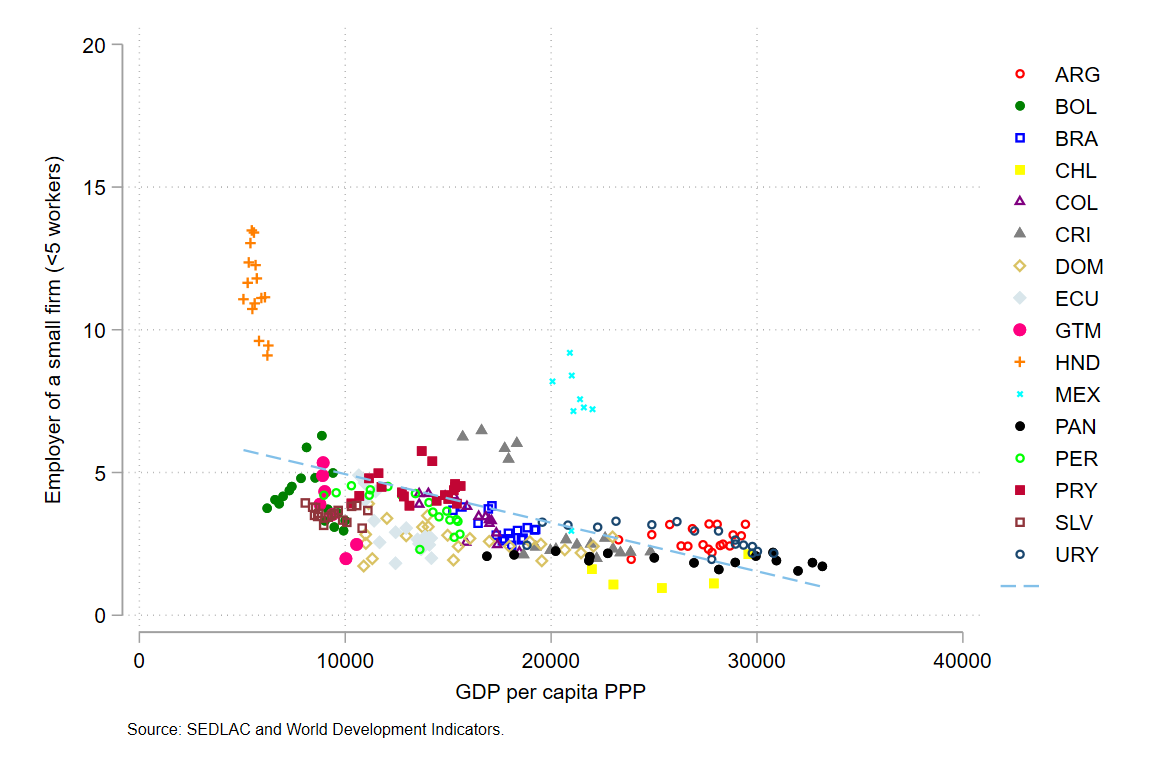 20
15
10
5
0
Employer of a small firm (<5 workers)
0
10000
20000
30000
40000
GDP per capita PPP
ARG
BOL
BRA
CHL
COL
CRI
DOM
ECU
GTM
HND
MEX
PAN
PER
PRY
SLV
URY
Source: SEDLAC and World Development Indicators.